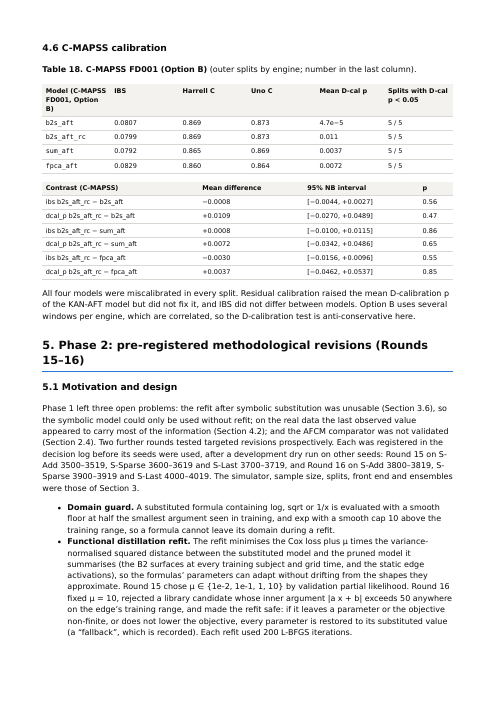 4.6 C-MAPSS calibration
Table 18. C-MAPSS FD001 (Option B) (outer splits by engine; number in the last column).
Model (C-MAPSS FD001, Option B) IBS Harrell C Uno C Mean D-cal p Splits with D-cal p < 0.05
b2s_aft 0.0807 0.869 0.873 4.7e−5 5 / 5
b2s_aft_rc 0.0799 0.869 0.873 0.011 5 / 5
sum_aft 0.0792 0.865 0.869 0.0037 5 / 5
fpca_aft 0.0829 0.860 0.864 0.0072 5 / 5
Contrast (C-MAPSS) Mean difference 95% NB interval p
ibs b2s_aft_rc − b2s_aft −0.0008 [−0.0044, +0.0027] 0.56
dcal_p b2s_aft_rc − b2s_aft +0.0109 [−0.0270, +0.0489] 0.47
ibs b2s_aft_rc − sum_aft +0.0008 [−0.0100, +0.0115] 0.86
dcal_p b2s_aft_rc − sum_aft +0.0072 [−0.0342, +0.0486] 0.65
ibs b2s_aft_rc − fpca_aft −0.0030 [−0.0156, +0.0096] 0.55
dcal_p b2s_aft_rc − fpca_aft +0.0037 [−0.0462, +0.0537] 0.85
All four models were miscalibrated in every split. Residual calibration raised the mean D-calibration p
of the KAN-AFT model but did not fix it, and IBS did not differ between models. Option B uses several
windows per engine, which are correlated, so the D-calibration test is anti-conservative here.
5. Phase 2: pre-registered methodological revisions (Rounds
15–16)
5.1 Motivation and design
Phase 1 left three open problems: the refit after symbolic substitution was unusable (Section 3.6), so
the symbolic model could only be used without refit; on the real data the last observed value
appeared to carry most of the information (Section 4.2); and the AFCM comparator was not validated
(Section 2.4). Two further rounds tested targeted revisions prospectively. Each was registered in the
decision log before its seeds were used, after a development dry run on other seeds: Round 15 on S-
Add 3500–3519, S-Sparse 3600–3619 and S-Last 3700–3719, and Round 16 on S-Add 3800–3819, S-
Sparse 3900–3919 and S-Last 4000–4019. The simulator, sample size, splits, front end and ensembles
were those of Section 3.
• Domain guard. A substituted formula containing log, sqrt or 1/x is evaluated with a smooth
floor at half the smallest argument seen in training, and exp with a smooth cap 10 above the
training range, so a formula cannot leave its domain during a refit.
• Functional distillation refit. The refit minimises the Cox loss plus μ times the variance-
normalised squared distance between the substituted model and the pruned model it
summarises (the B2 surfaces at every training subject and grid time, and the static edge
activations), so the formulas’ parameters can adapt without drifting from the shapes they
approximate. Round 15 chose μ ∈ {1e-2, 1e-1, 1, 10} by validation partial likelihood. Round 16
fixed μ = 10, rejected a library candidate whose inner argument |a x + b| exceeds 50 anywhere
on the edge’s training range, and made the refit safe: if it leaves a parameter or the objective
non-finite, or does not lower the objective, every parameter is restored to its substituted value
(a “fallback”, which is recorded). Each refit used 200 L-BFGS iterations.